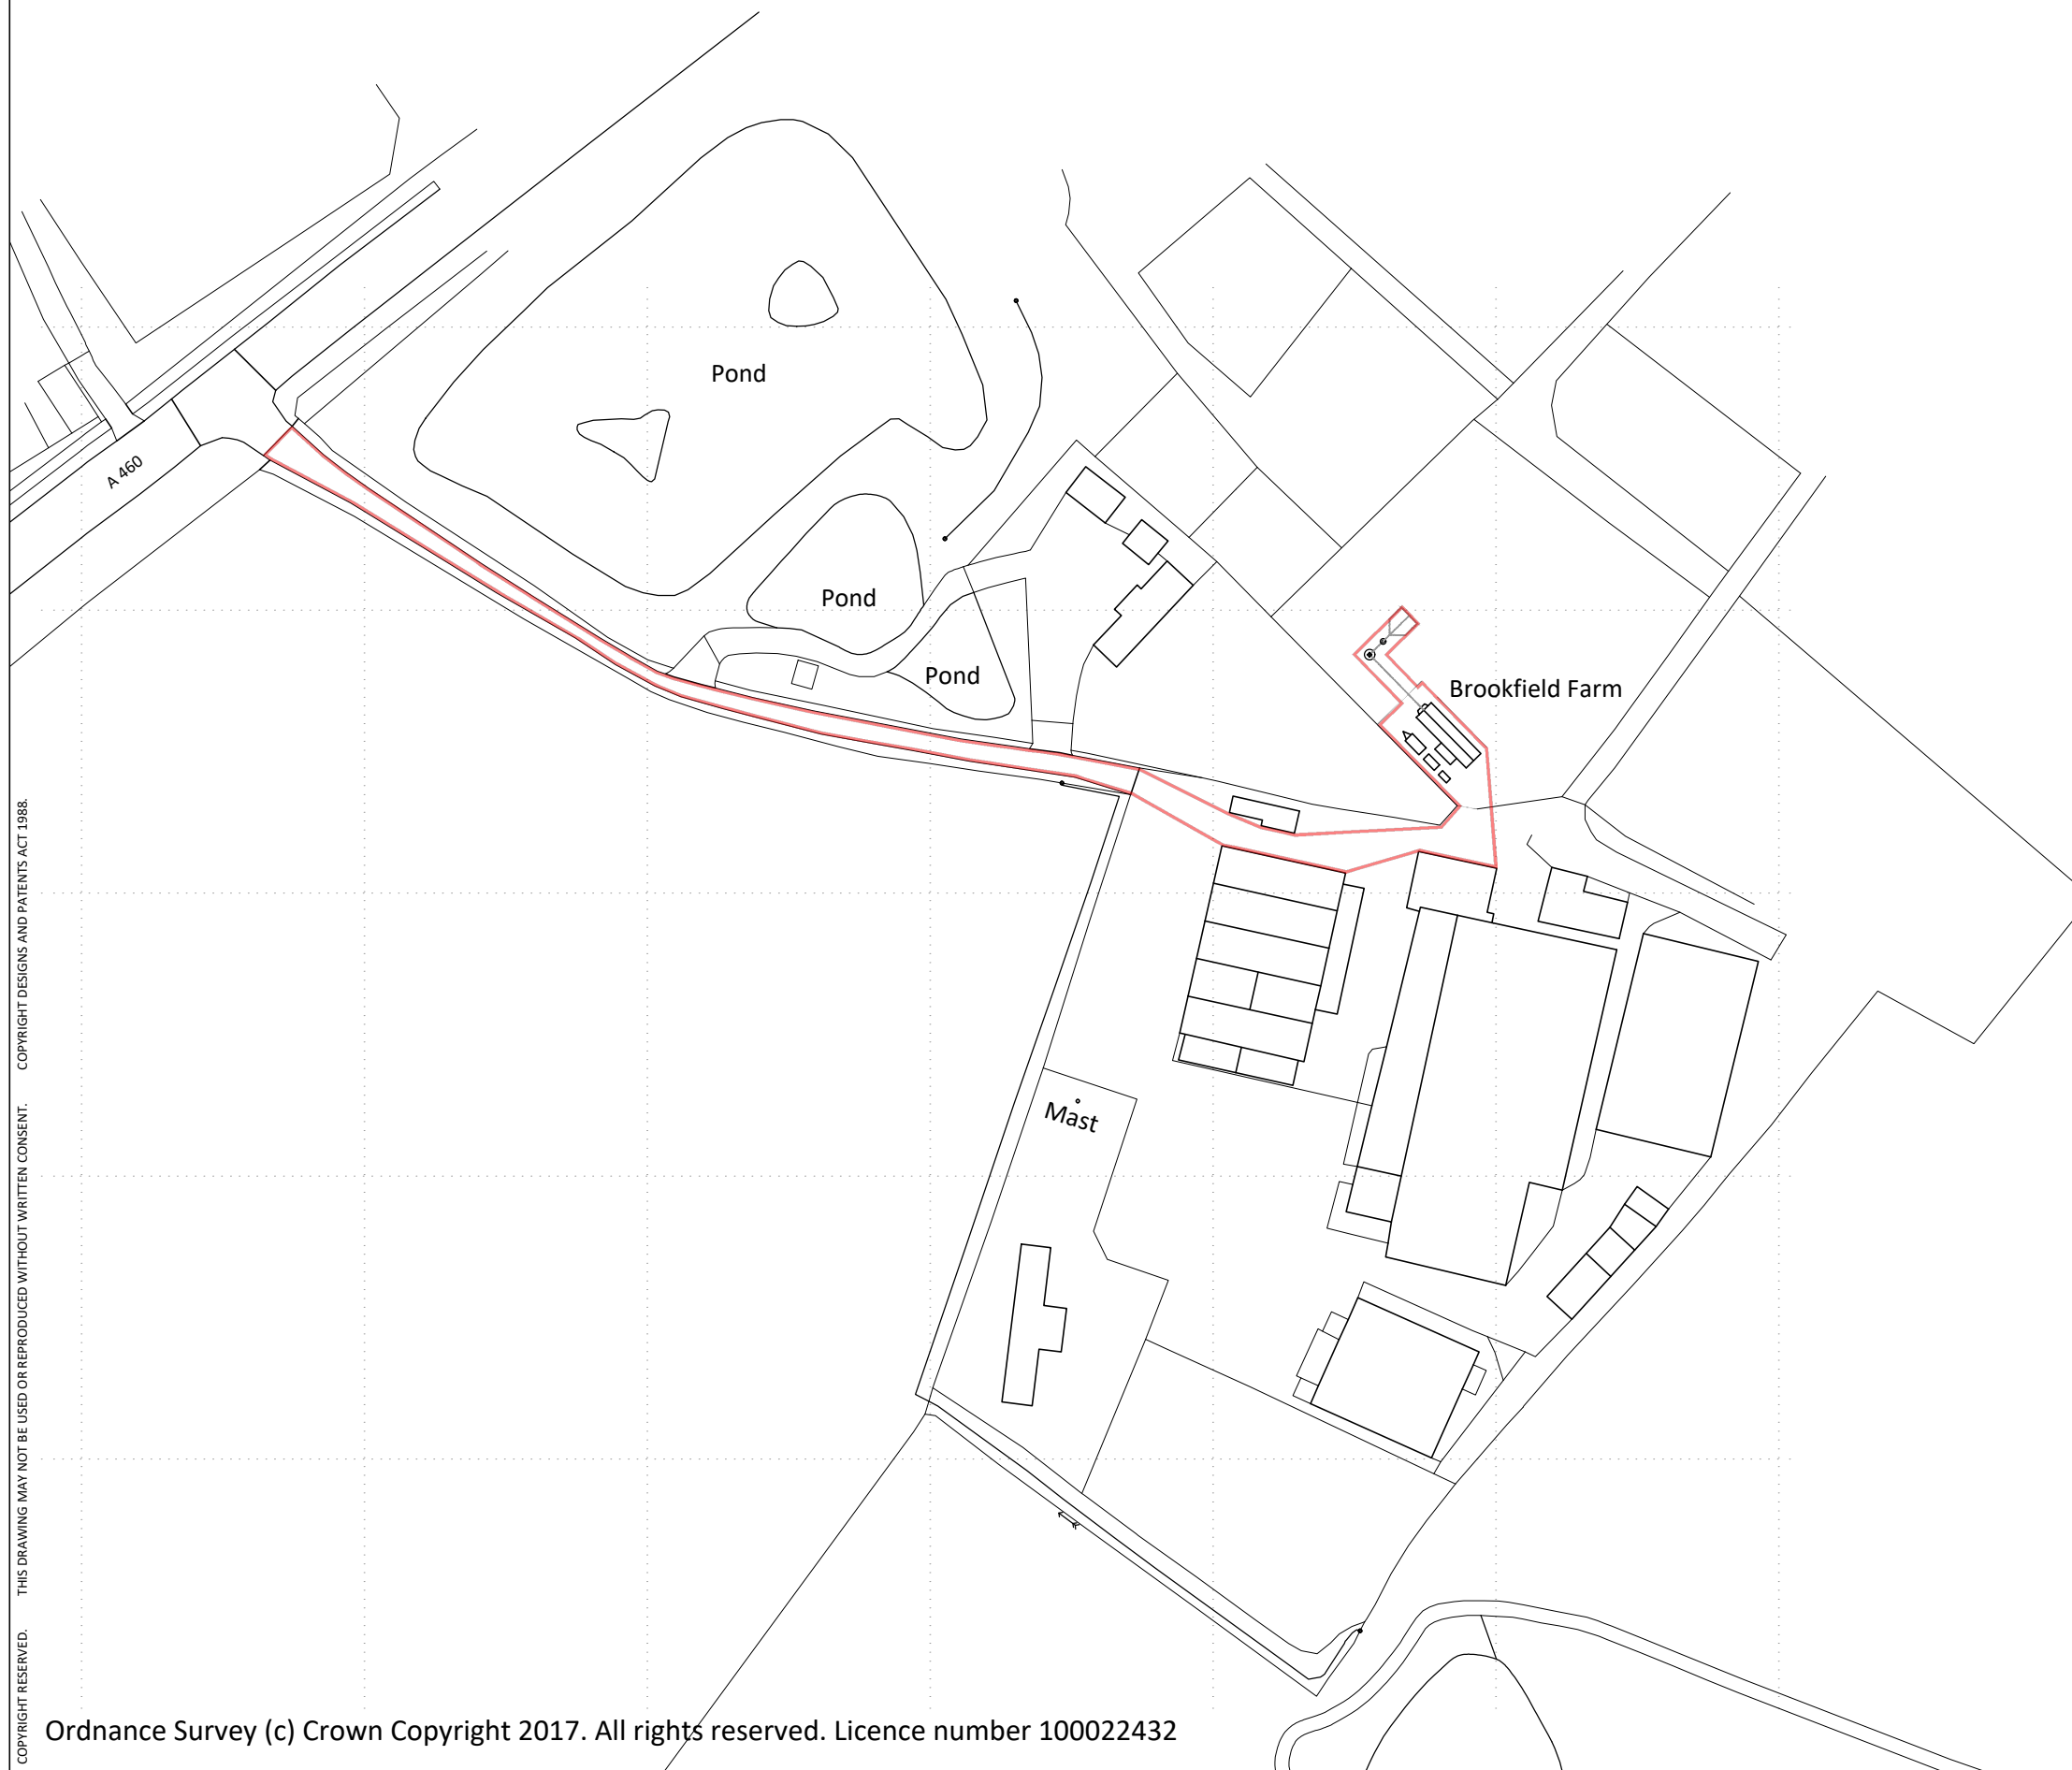 Pond
A 460
Pond
Pond
Brookfield Farm
Mast
COPYRIGHT RESERVED. THIS DRAWING MAY NOT BE USED OR REPRODUCED WITHOUT WRITTEN CONSENT. COPYRIGHT DESIGNS AND PATENTS ACT 1988.
Ordnance Survey (c) Crown Copyright 2017. All rights reserved. Licence number 100022432